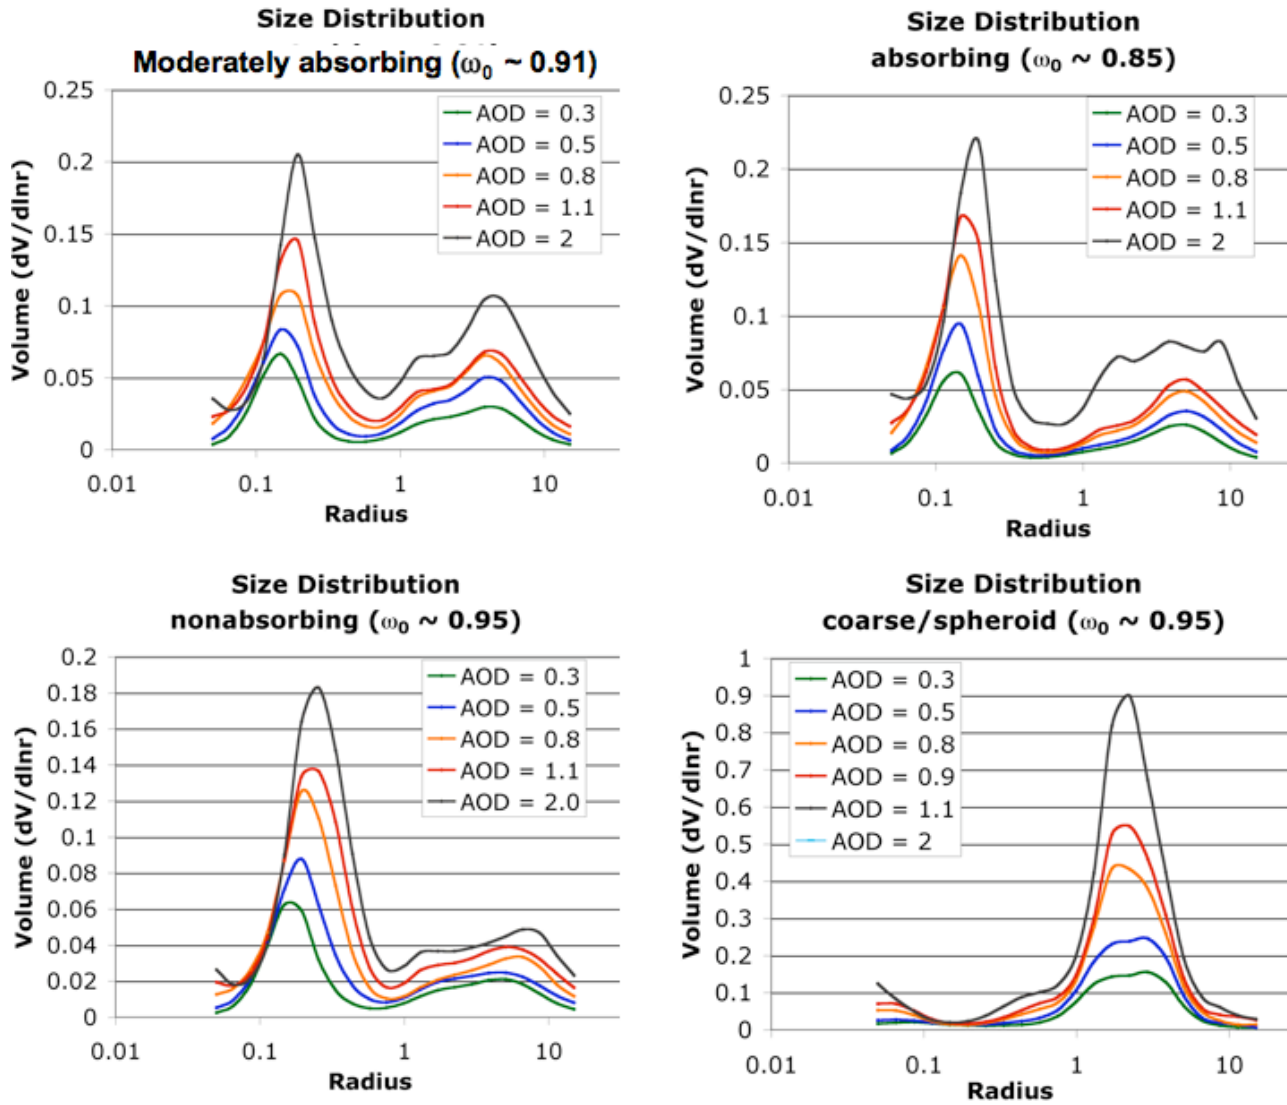 Size Distribution
Moderately absorbing (ω0 ~ 0.91)
0.25
0.2
0.15
0.1
0.05
0
Volume (dV/dlnr)
AOD = 0.3
AOD = 0.5
AOD = 0.8
AOD = 1.1
AOD = 2
0.01
0.1
1
10
Radius
Size Distribution
absorbing (ω0 ~ 0.85)
0.25
0.2
0.15
0.1
0.05
0
Volume (dV/dlnr)
AOD = 0.3
AOD = 0.5
AOD = 0.8
AOD = 1.1
AOD = 2
0.01
0.1
1
10
Radius
Size Distribution
nonabsorbing (ω0 ~ 0.95)
0.2
0.18
0.16
0.14
0.12
0.1
0.08
0.06
0.04
0.02
0
Volume (dV/dlnr)
AOD = 0.3
AOD = 0.5
AOD = 0.8
AOD = 1.1
AOD = 2.0
0.01
0.1
1
10
Radius
Size Distribution
coarse/spheroid (ω0 ~ 0.95)
1
0.9
0.8
0.7
0.6
0.5
0.4
0.3
0.2
0.1
0
Volume (dV/dlnr)
AOD = 0.3
AOD = 0.5
AOD = 0.8
AOD = 0.9
AOD = 1.1
AOD = 2
0.01
0.1
1
10
Radius